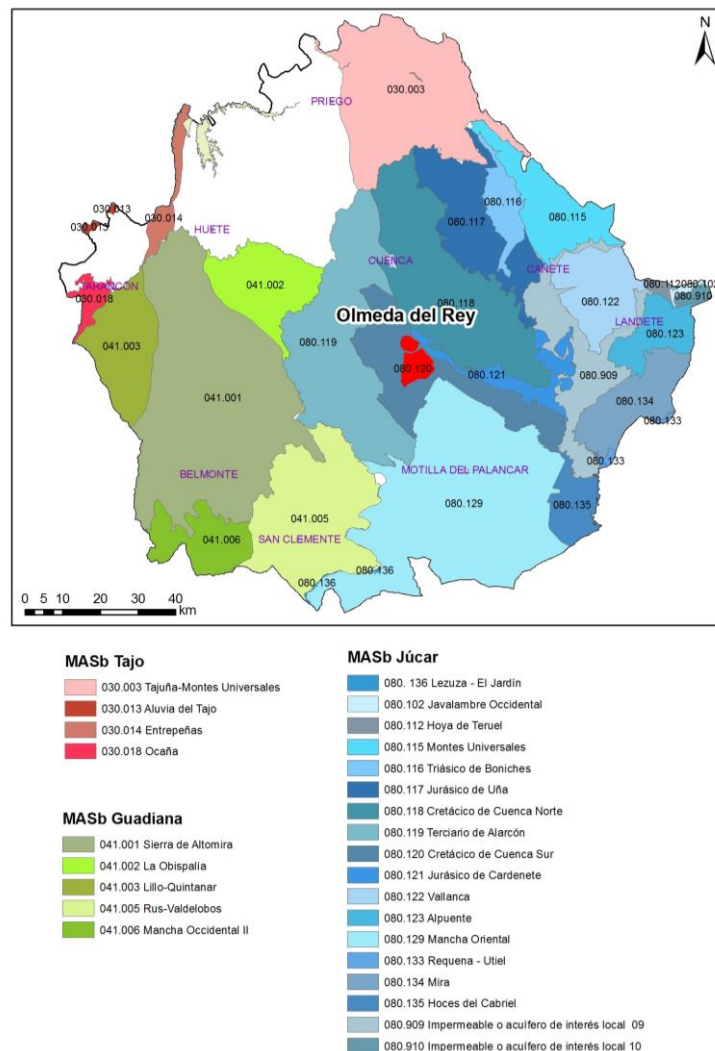 N
PRIEGO
030.003
030.013
030.013
030.014
HUETE
080.116
080.117
080.115
TARANCÓN
030.018
041.002
CUENCA
CAÑETE
080.112
080.102
080.910
080.118
080.122
Olmeda del Rey
LANDETE
041.003
080.119
080.123
080.120
080.121
080.909
041.001
080.134
080.133
BELMONTE
MOTILLA DEL PALANCAR
080.133
080.129
080.135
041.005
041.006
SAN CLEMENTE
080.136
080.136
0 5 10 20 30 40
km
MASb Tajo
030.003 Tajuña-Montes Universales
030.013 Aluvia del Tajo
030.014 Entrepeñas
030.018 Ocaña
MASb Guadiana
041.001 Sierra de Altomira
041.002 La Obispalía
041.003 Lillo-Quintanar
041.005 Rus-Valdelobos
041.006 Mancha Occidental II
MASb Júcar
080. 136 Lezuza - El Jardín
080.102 Javalambre Occidental
080.112 Hoya de Teruel
080.115 Montes Universales
080.116 Triásico de Boniches
080.117 Jurásico de Uña
080.118 Cretácico de Cuenca Norte
080.119 Terciario de Alarcón
080.120 Cretácico de Cuenca Sur
080.121 Jurásico de Cardenete
080.122 Vallanca
080.123 Alpuente
080.129 Mancha Oriental
080.133 Requena - Utiel
080.134 Mira
080.135 Hoces del Cabriel
080.909 Impermeable o acuífero de interés local 09
080.910 Impermeable o acuífero de interés local 10